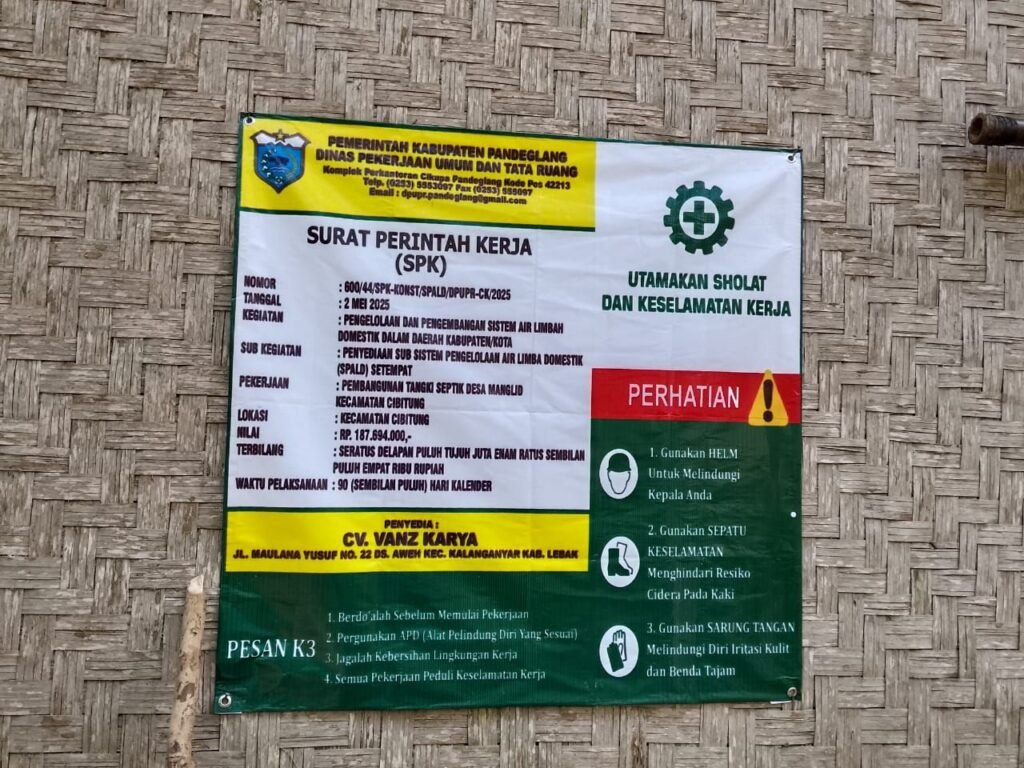 PEMERINTAH KABUPATEN PANDEGLANG
DINAS PEKERJAAN UMUM DAN TATA RUANG
Komplek Perkantoran Cikupa Pandeglang Kode Pos 42213
Telp. (0253) 5553097 Fax (0253) 555097
Email : dpupr.pandeglang@gmail.com
SURAT PERINTAH KERJA
(SPK)
NOMOR : 600/44/SPK-KONST/SPALD/DPUPR-CK/2025
TANGGAL : 2 MEI 2025
KEGIATAN : PENGELOLAAN DAN PENGEMBANGAN SISTEM AIR LIMBAH
DOMESTIK DALAM DAERAH KABUPATEN/KOTA
SUB KEGIATAN : PENYEDIAAN SUB SISTEM PENGELOLAAN AIR LIMBA DOMESTIK
(SPALD) SETEMPAT
PEKERJAAN : PEMBANGUNAN TANGKI SEPTIK DESA MANGLID
KECAMATAN CIBITUNG
LOKASI : KECAMATAN CIBITUNG
NILAI : RP. 187.694.000,-
TERBILANG : SERATUS DELAPAN PULUH TUJUH JUTA ENAM RATUS SEMBILAN
PULUH EMPAT RIBU RUPIAH
WAKTU PELAKSANAAN : 90 (SEMBILAN PULUH) HARI KALENDER
PENYEDIA :
CV. VANZ KARYA
JL. MAULANA YUSUF NO. 22 DS. AWEH KEC. KALANGANYAR KAB. LEBAK
PESAN K3
1. Berdo'alah Sebelum Memulai Pekerjaan
2. Pergunakan APD (Alat Pelindung Diri Yang Sesuai)
3. Jagalah Kebersihan Lingkungan Kerja
4. Semua Pekerjaan Peduli Keselamatan Kerja
UTAMAKAN SHOLAT
DAN KESELAMATAN KERJA
PERHATIAN
1. Gunakan HELM
Untuk Melindungi
Kepala Anda
2. Gunakan SEPATU
KESELAMATAN
Menghindari Resiko
Cidera Pada Kaki
3. Gunakan SARUNG TANGAN
Melindungi Diri Iritasi Kulit
dan Benda Tajam